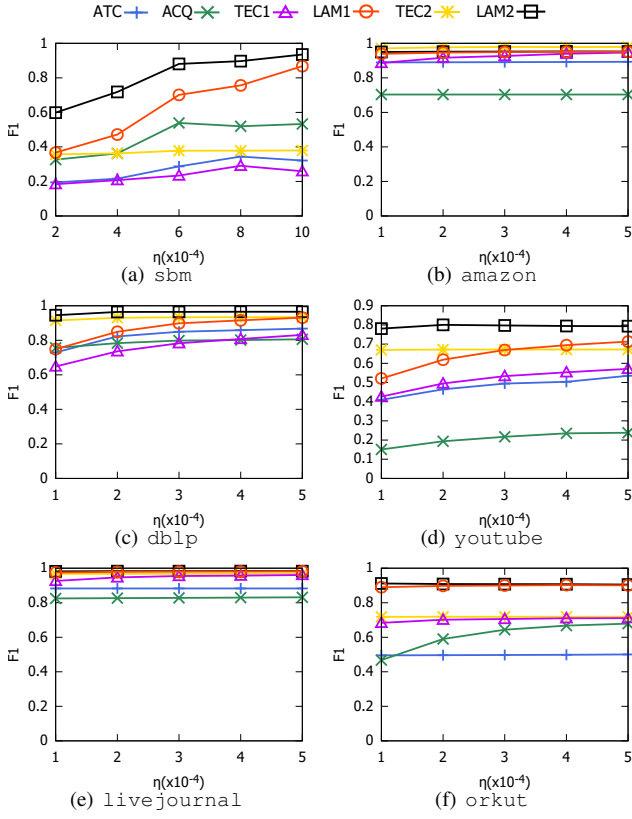 ATC ACQ TEC1 LAM1 TEC2 LAM2
1
0.8
0.6
0.4
0.2
0
F1
2 4 6 8 10
η(x10-4)
(a) sbm
1
0.8
0.6
0.4
0.2
0
F1
1 2 3 4 5
η(x10-4)
(b) amazon
1
0.8
0.6
0.4
0.2
0
F1
1 2 3 4 5
η(x10-4)
(c) dblp
0.9
0.8
0.7
0.6
0.5
0.4
0.3
0.2
0.1
0
F1
1 2 3 4 5
η(x10-4)
(d) youtube
1
0.8
0.6
0.4
0.2
0
F1
1 2 3 4 5
η(x10-4)
(e) livejournal
1
0.8
0.6
0.4
0.2
0
F1
1 2 3 4 5
η(x10-4)
(f) orkut